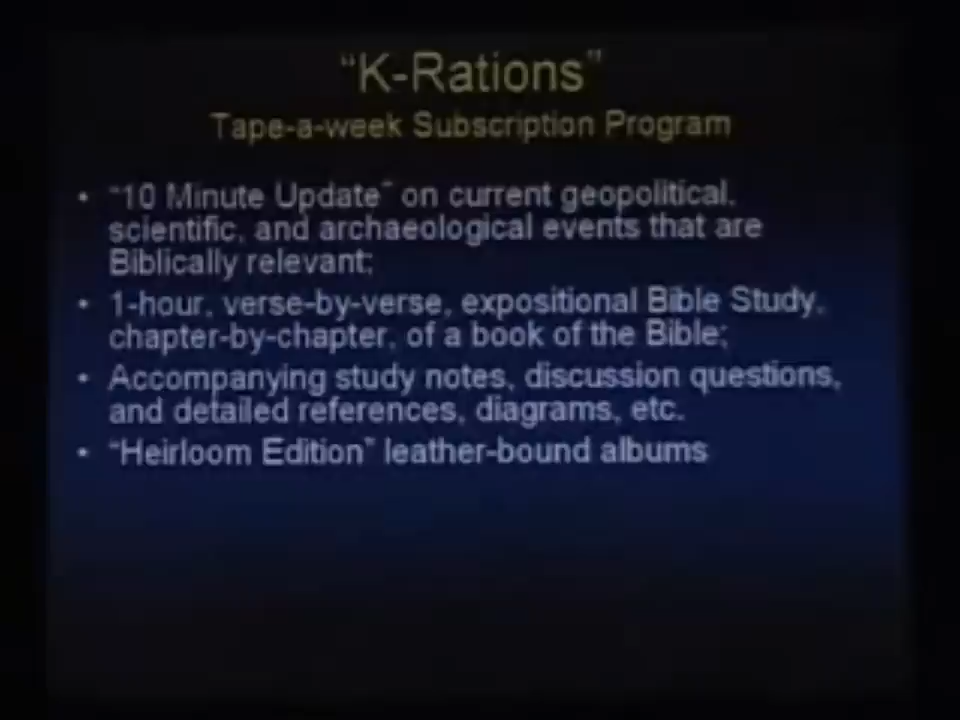 “K-Rations”
Tape-a-week Subscription Program
• “10 Minute Update” on current geopolitical,
scientific, and archaeological events that are
Biblically relevant;
• 1-hour, verse-by-verse, expositional Bible Study,
chapter-by-chapter, of a book of the Bible;
• Accompanying study notes, discussion questions,
and detailed references, diagrams, etc.
• “Heirloom Edition” leather-bound albums